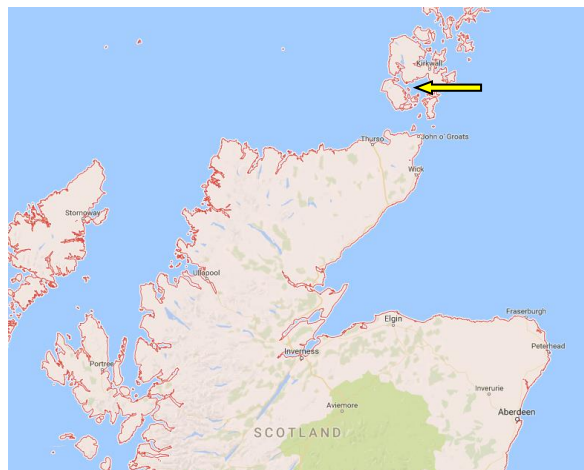 Kirkwall
Thurso
John o' Groats
Wick
Stornoway
Ullapool
Fraserburgh
Elgin
Peterhead
Inverness
Portree
Inverurie
Aviemore
Aberdeen
SCOTLAND